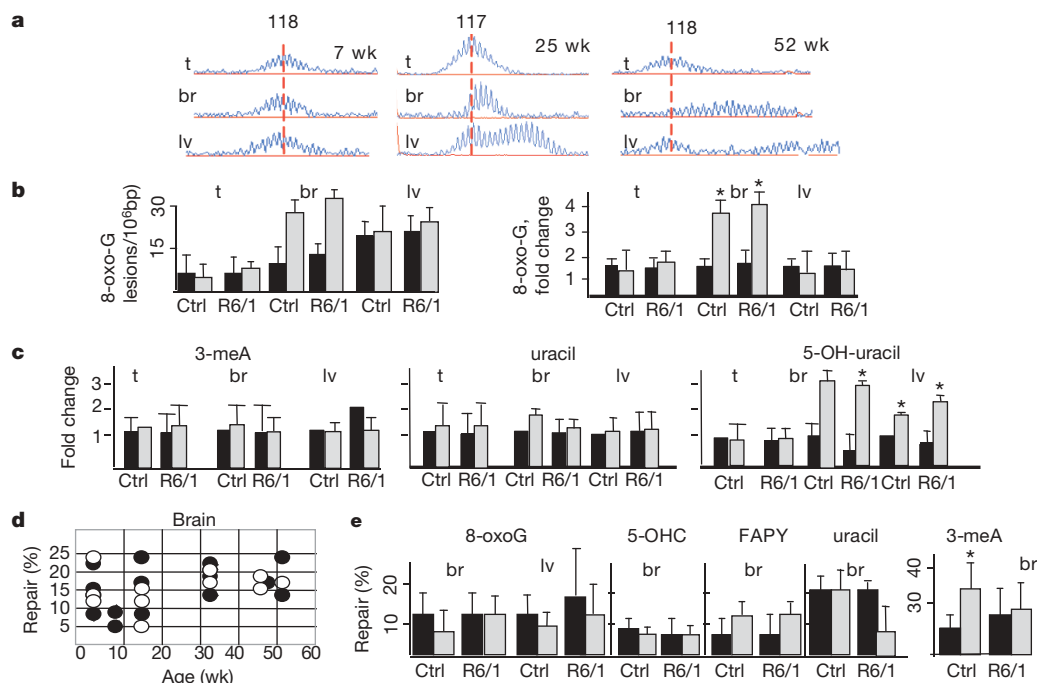 a
118 117 118
7 wk 25 wk 52 wk
t t t
br br br
lv lv lv
b
t br lv
30
15
8-oxo-G
lesions/10⁶bp)
Ctrl R6/1 Ctrl R6/1 Ctrl R6/1
t * br * lv
4
3
2
1
8-oxo-G,
fold change
Ctrl R6/1 Ctrl R6/1 Ctrl R6/1
c
3-meA uracil 5-OH-uracil
t br lv t br lv t br lv
* * *
3
2
1
Fold change
Ctrl R6/1 Ctrl R6/1 Ctrl R6/1
Ctrl R6/1 Ctrl R6/1 Ctrl R6/1
Ctrl R6/1 Ctrl R6/1 Ctrl R6/1
d
Brain
25
20
15
12
10
5
Repair (%)
0 10 20 30 40 50 60
Age (wk)
e
8-oxoG 5-OHC FAPY uracil 3-meA
br lv br br br * br
20
10
40
30
Repair (%)
Ctrl R6/1 Ctrl R6/1 Ctrl R6/1 Ctrl R6/1 Ctrl R6/1 Ctrl R6/1
br lv br br br